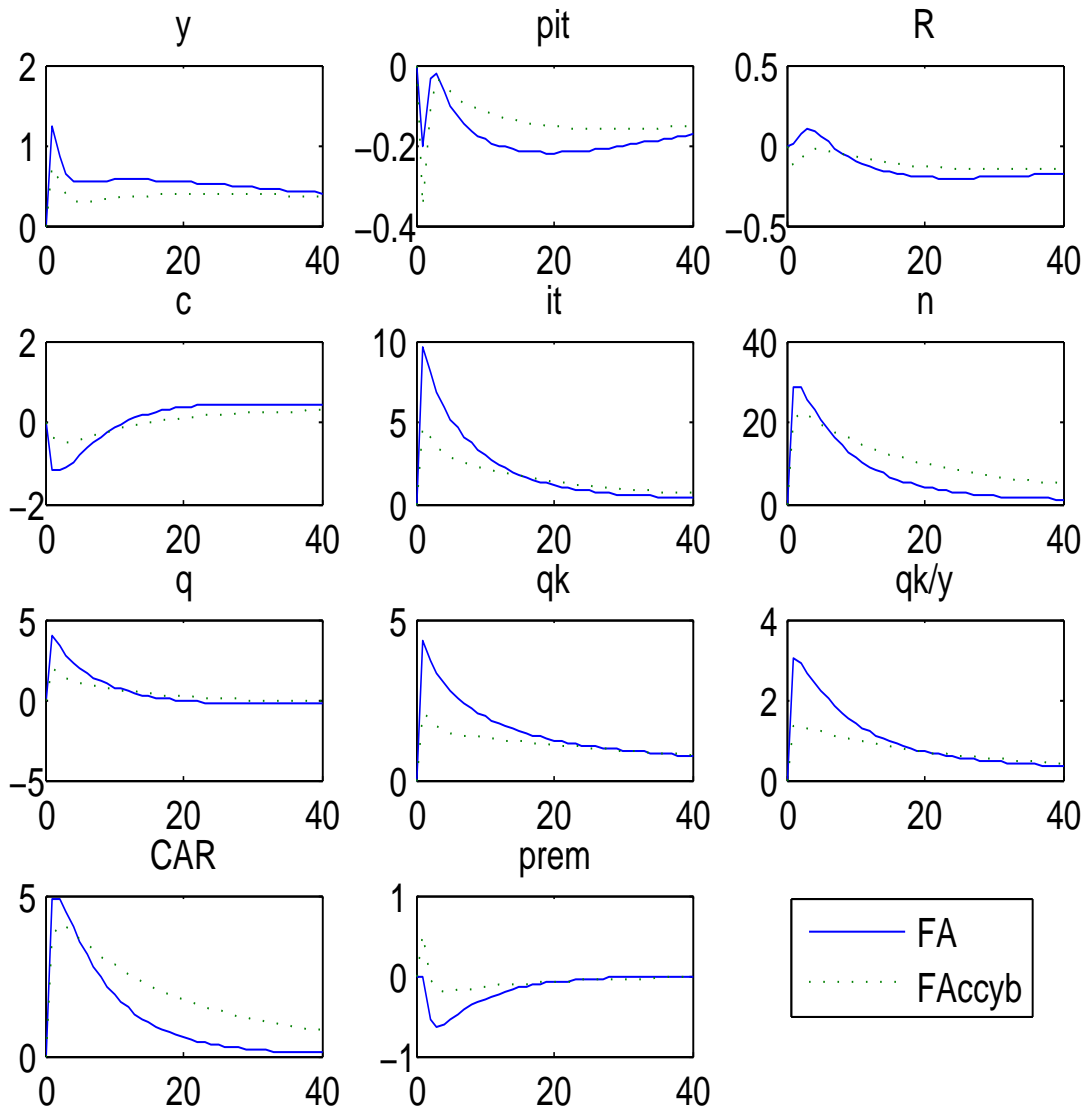 y pit R
2 0 0.5
1 −0.2 0
0 −0.4 −0.5
0 20 40 0 20 40 0 20 40
c it n
2 10 40
0 5 20
−2 0 0
0 20 40 0 20 40 0 20 40
q qk qk/y
5 5 4
0 2
−5 0 0
0 20 40 0 20 40 0 20 40
CAR prem
5 1
0
0 −1
0 20 40 0 20 40
FA
FAccyb